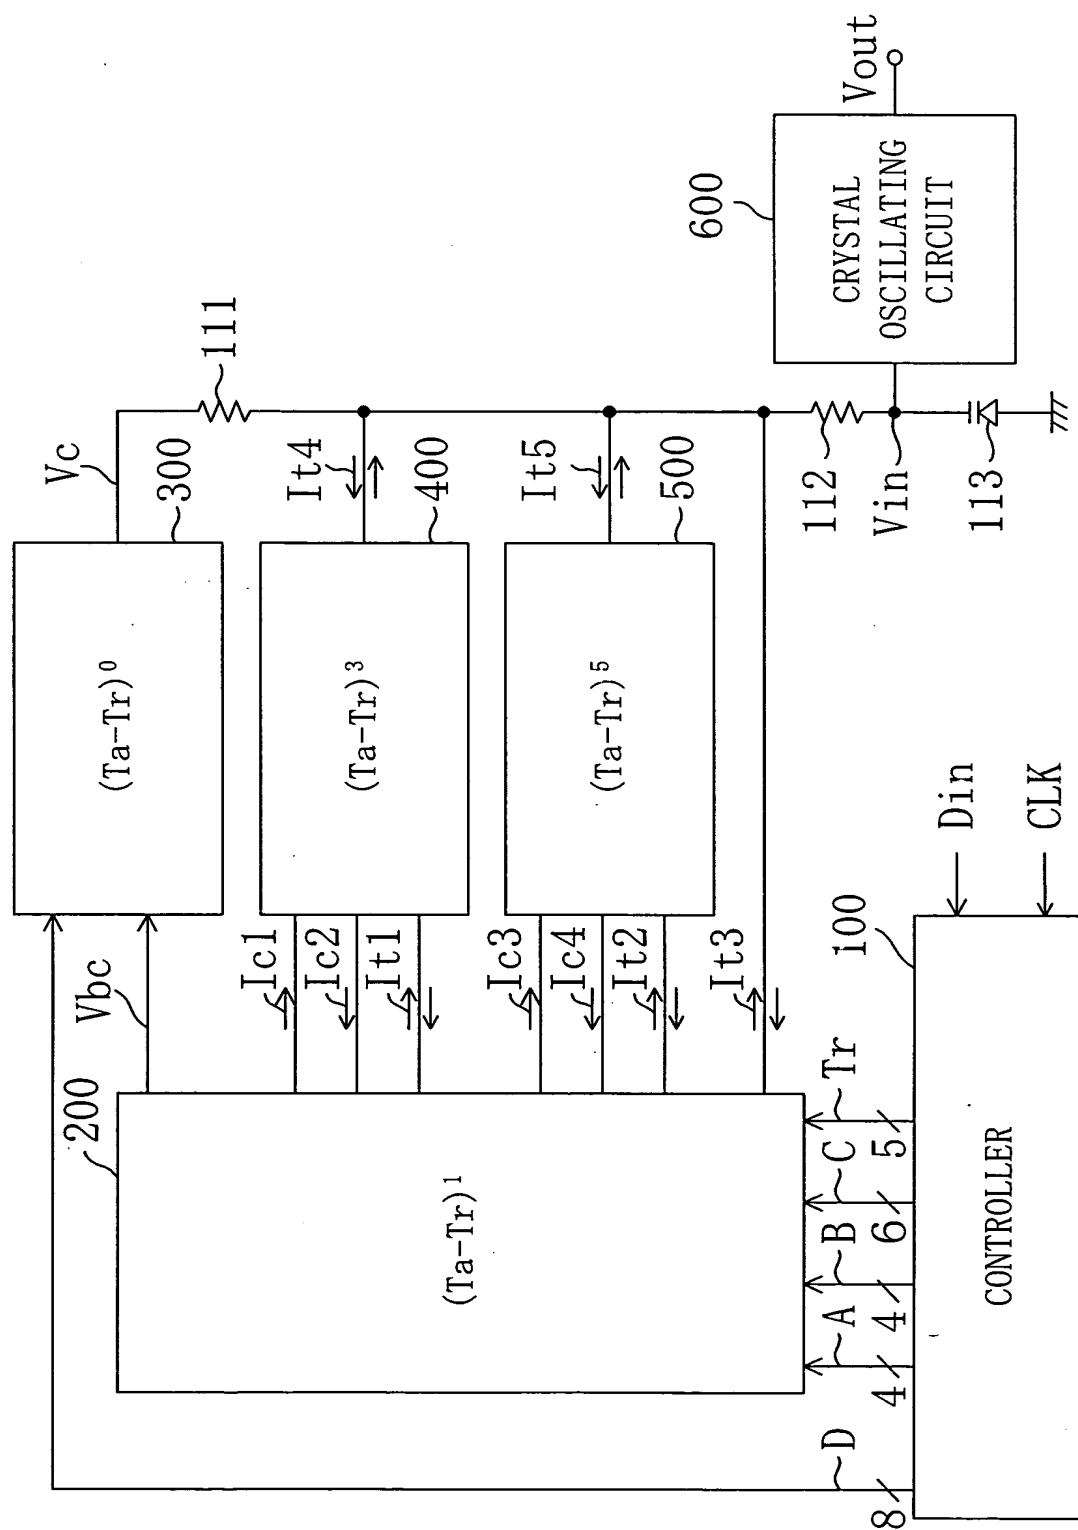 200
Vbc
(Ta-Tr)¹
Ic1
Ic2
It1
Ic3
Ic4
It2
It3
Vc
300
(Ta-Tr)⁰
111
It4
400
(Ta-Tr)³
It5
500
(Ta-Tr)⁵
600
CRYSTAL
OSCILLATING
CIRCUIT
Vout
112
Vin
113
D
A
B
C
Tr
8
4
4
6
5
100
CONTROLLER
Din
CLK